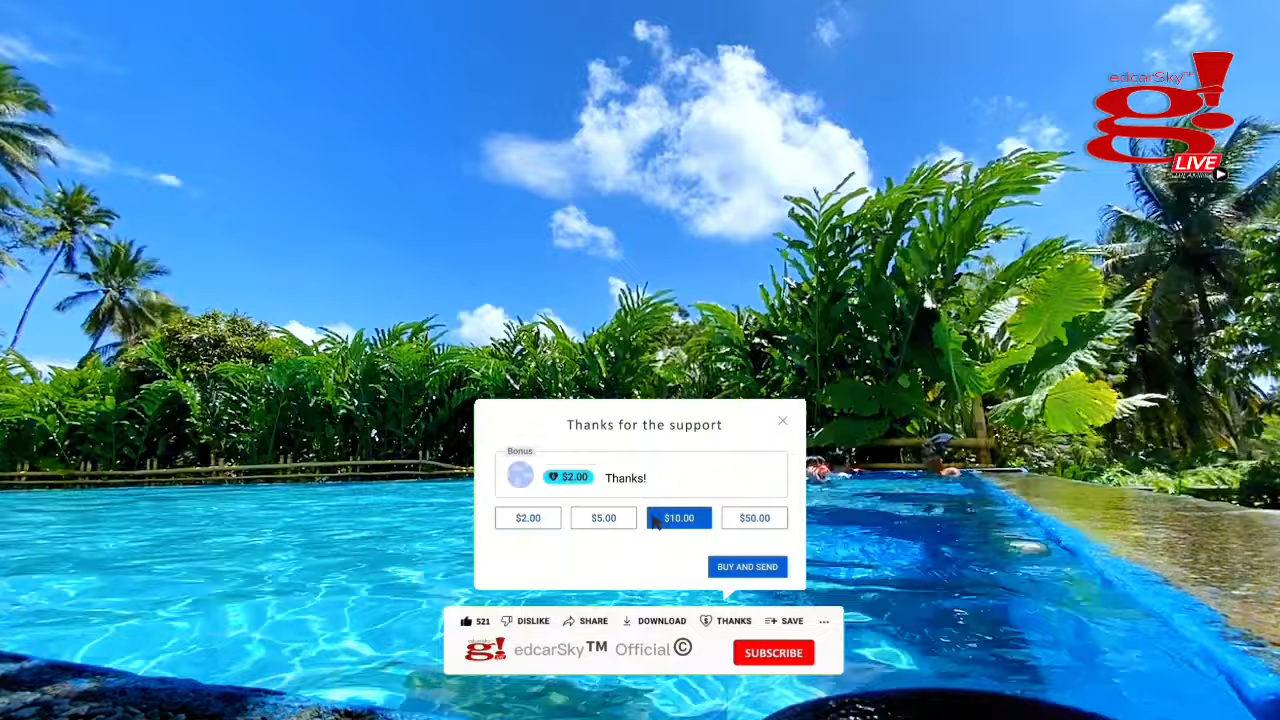 edcarSky™
g!
LIVE
STREAMING
Thanks for the support
Bonus
$2.00 Thanks!
$2.00 $5.00 $10.00 $50.00
BUY AND SEND
521 DISLIKE SHARE DOWNLOAD THANKS SAVE ...
g! edcarSky™ Official©
SUBSCRIBE